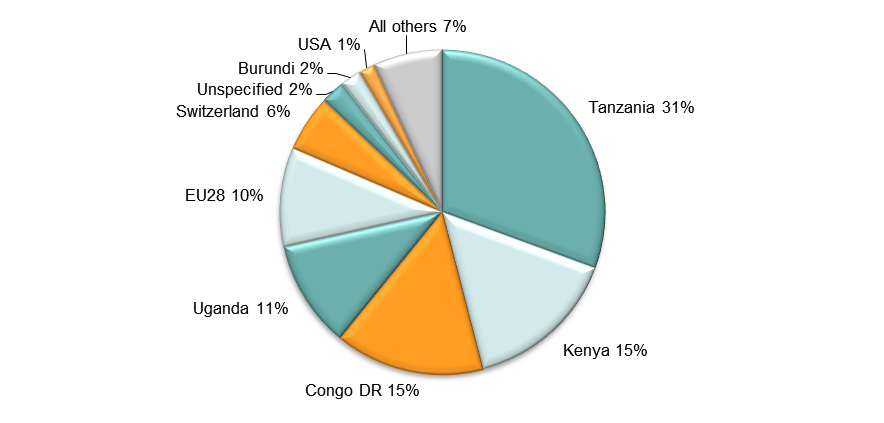 All others 7%
USA 1%
Burundi 2%
Unspecified 2%
Switzerland 6%
Tanzania 31%
EU28 10%
Uganda 11%
Kenya 15%
Congo DR 15%